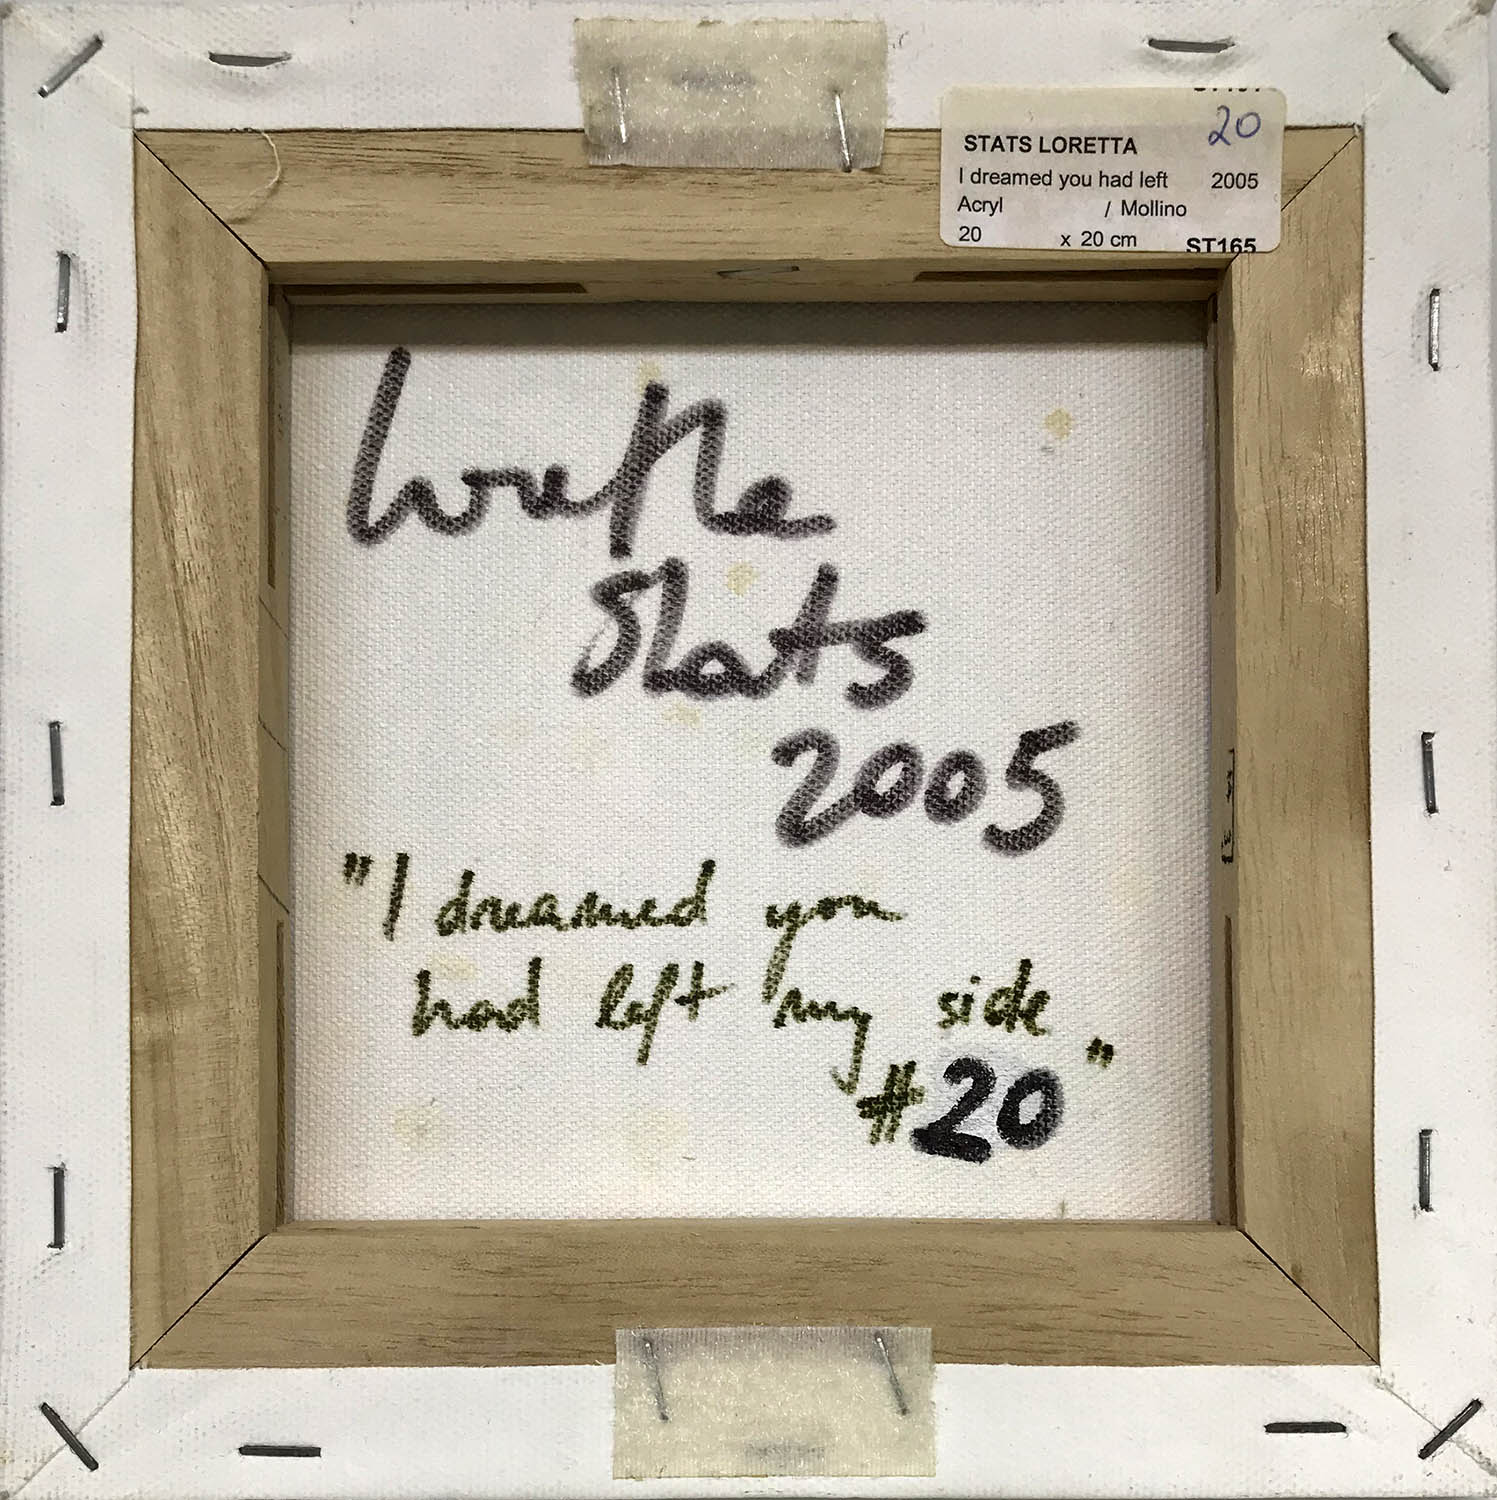 20
STATS LORETTA
I dreamed you had left 2005
Acryl / Mollino
20 x 20 cm ST165
Loretta
Stats
2005
"I dreamed you
had left my side"
#20